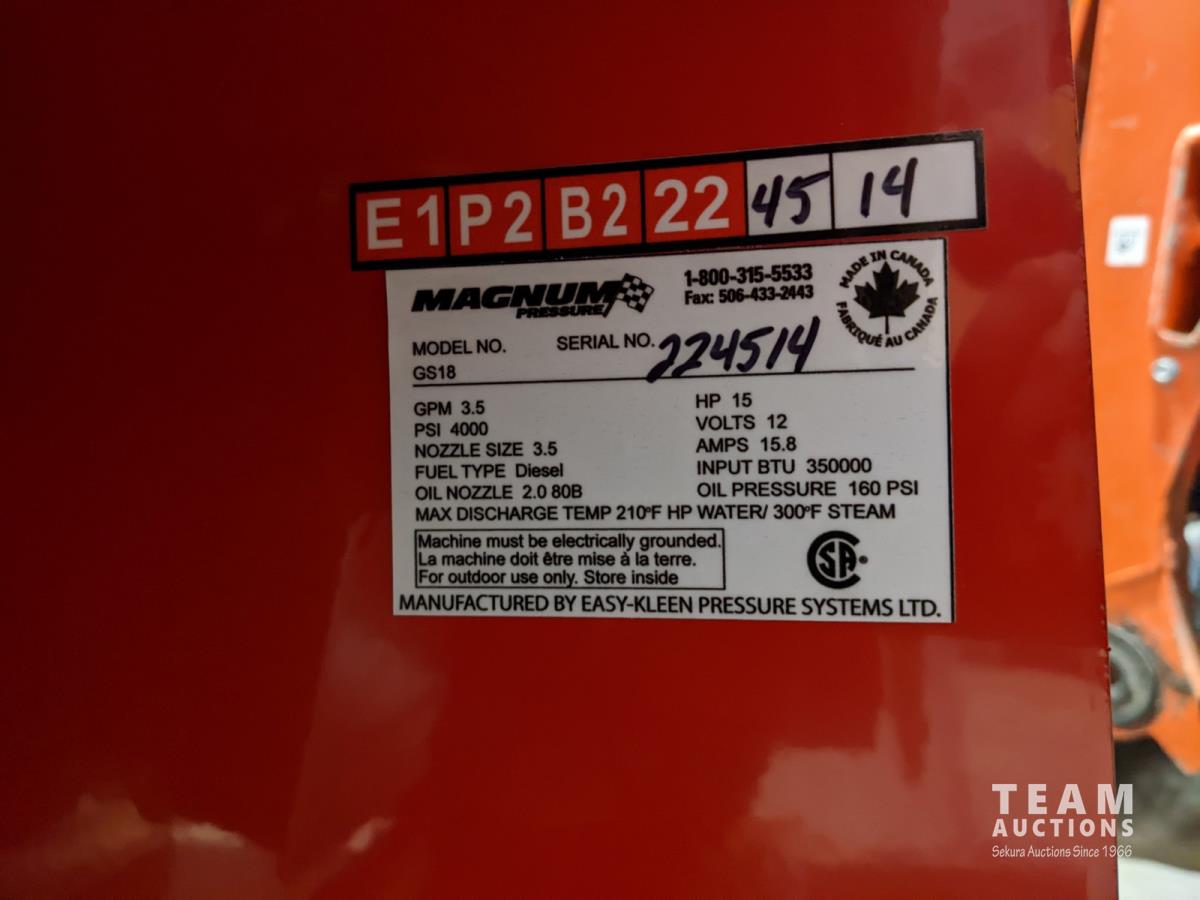 E1 P2 B2 22 45 14
MAGNUM
PRESSURE
1-800-315-5533
Fax: 506-433-2443
MADE IN CANADA
FABRIQUÉ AU CANADA
MODEL NO. SERIAL NO. 224514
GS18
GPM 3.5 HP 15
PSI 4000 VOLTS 12
NOZZLE SIZE 3.5 AMPS 15.8
FUEL TYPE Diesel INPUT BTU 350000
OIL NOZZLE 2.0 80B OIL PRESSURE 160 PSI
MAX DISCHARGE TEMP 210°F HP WATER/ 300°F STEAM
Machine must be electrically grounded.
La machine doit être mise à la terre.
For outdoor use only. Store inside
CSA®
MANUFACTURED BY EASY-KLEEN PRESSURE SYSTEMS LTD.
TEAM
AUCTIONS
Sekura Auctions Since 1966